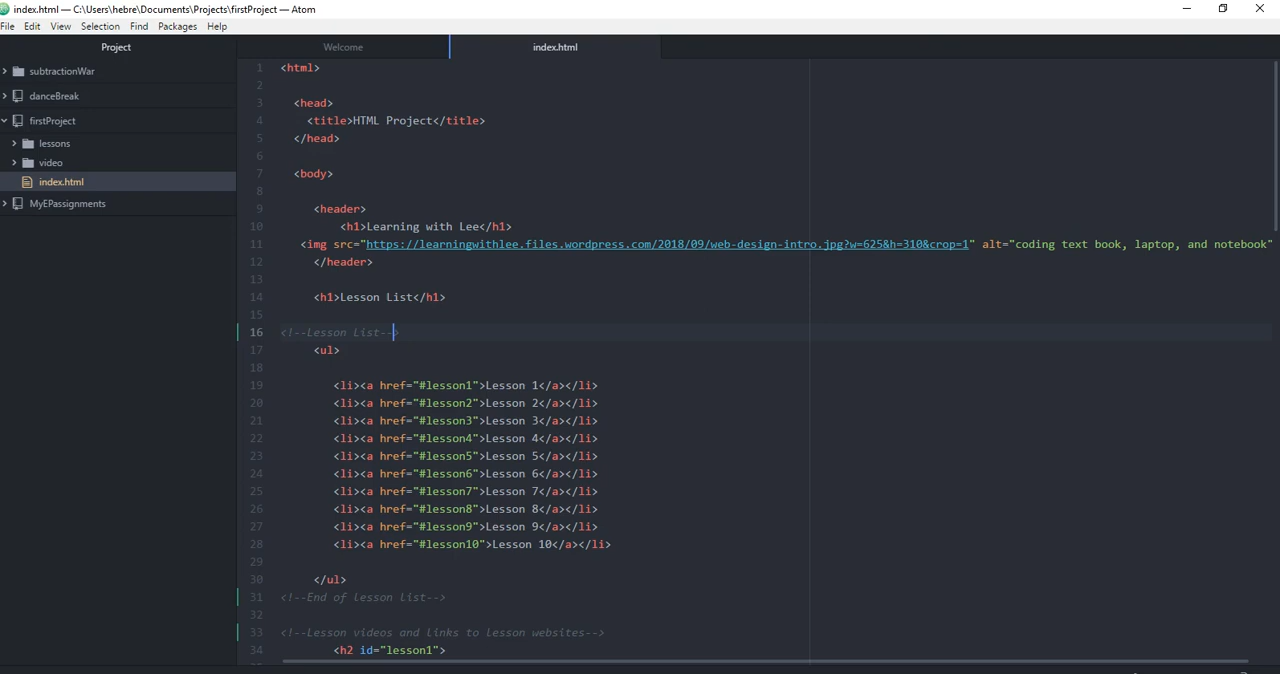 index.html — C:\Users\hebre\Documents\Projects\firstProject — Atom
File Edit View Selection Find Packages Help
Project
Welcome
index.html
subtractionWar
danceBreak
firstProject
lessons
video
index.html
MyEPassignments
1 <html>
2
3 <head>
4 <title>HTML Project</title>
5 </head>
6
7 <body>
8
9 <header>
10 <h1>Learning with Lee</h1>
11 <img src="https://learningwithlee.files.wordpress.com/2018/09/web-design-intro.jpg?w=625&h=310&crop=1" alt="coding text book, laptop, and notebook"
12 </header>
13
14 <h1>Lesson List</h1>
15
16 <!--Lesson List-->
17 <ul>
18
19 <li><a href="#lesson1">Lesson 1</a></li>
20 <li><a href="#lesson2">Lesson 2</a></li>
21 <li><a href="#lesson3">Lesson 3</a></li>
22 <li><a href="#lesson4">Lesson 4</a></li>
23 <li><a href="#lesson5">Lesson 5</a></li>
24 <li><a href="#lesson6">Lesson 6</a></li>
25 <li><a href="#lesson7">Lesson 7</a></li>
26 <li><a href="#lesson8">Lesson 8</a></li>
27 <li><a href="#lesson9">Lesson 9</a></li>
28 <li><a href="#lesson10">Lesson 10</a></li>
29
30 </ul>
31 <!--End of lesson list-->
32
33 <!--Lesson videos and links to lesson websites-->
34 <h2 id="lesson1">